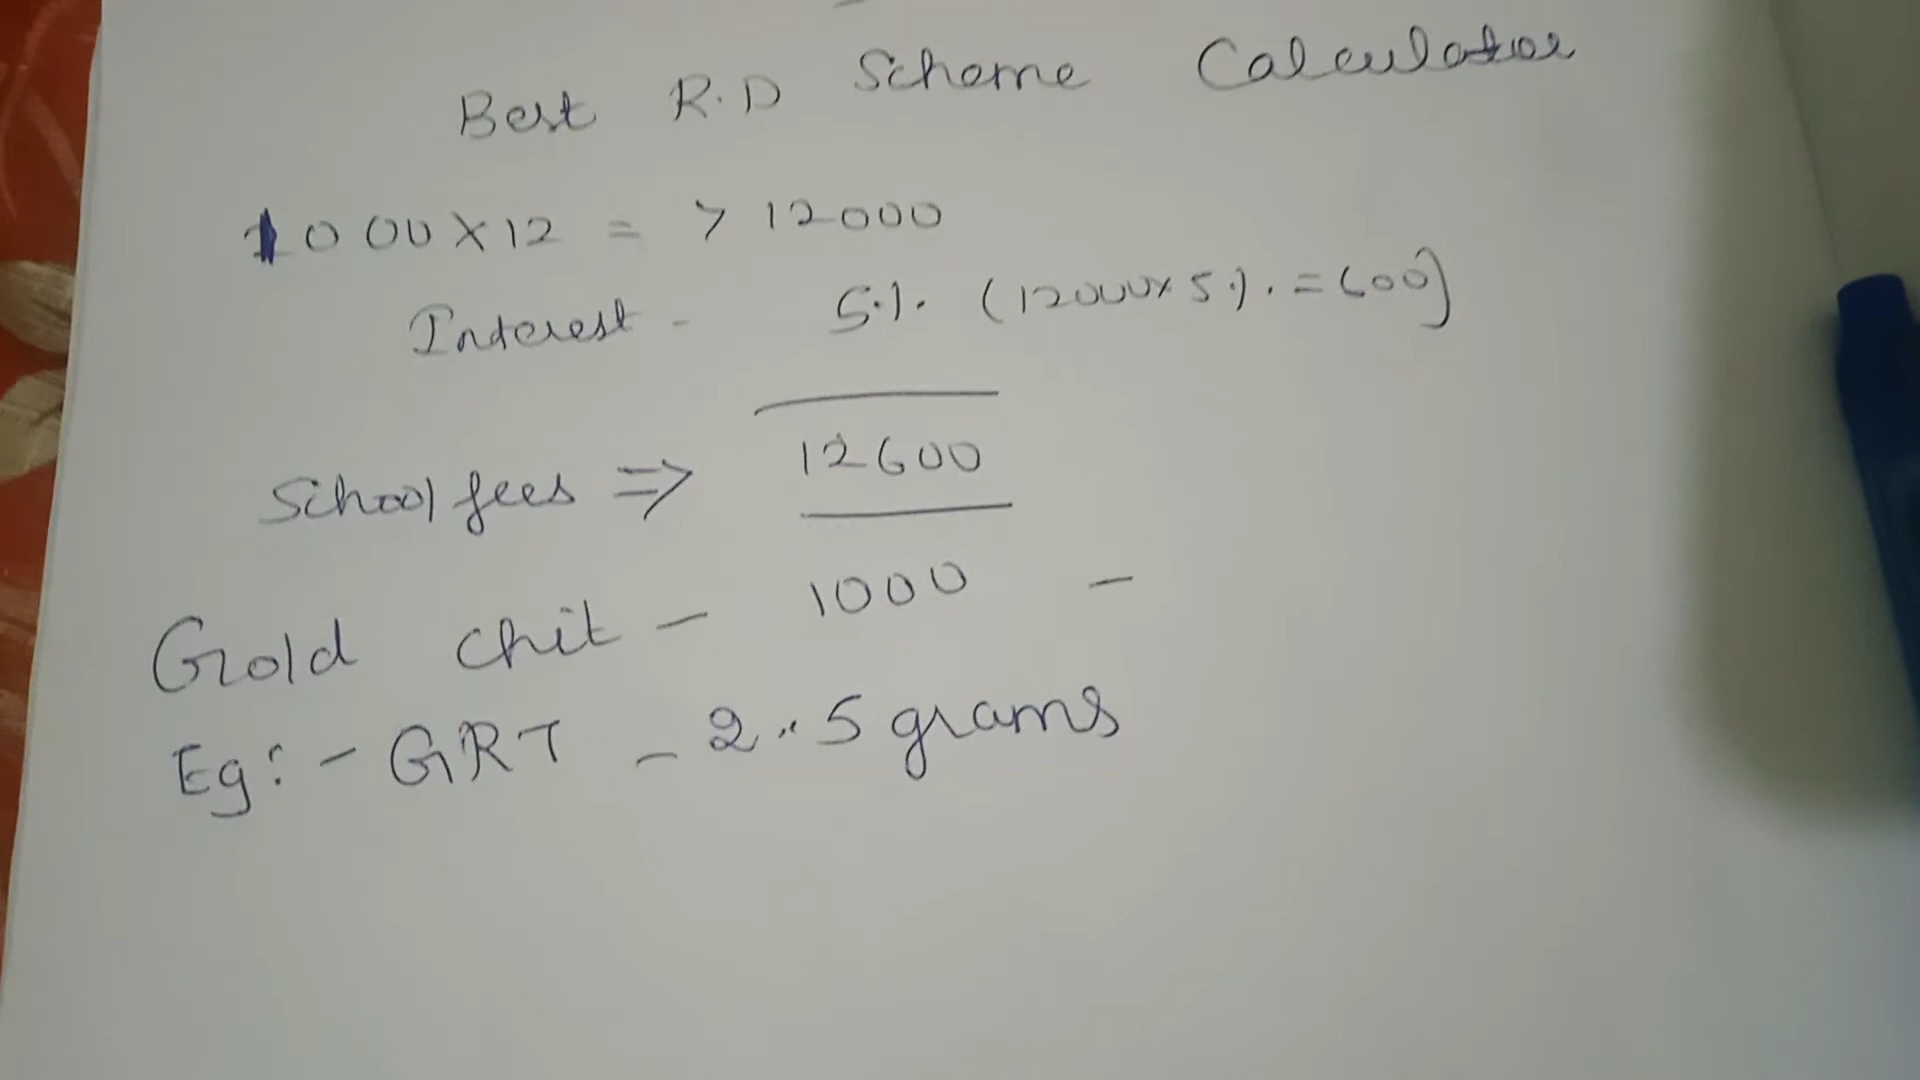 Best R.D Scheme Calculator
1000 X 12 = > 12000
Interest - 5% (12000 x 5% . = 600)
School fees => 12600
Gold chit - 1000 -
Eg:- GRT - 2.5 grams